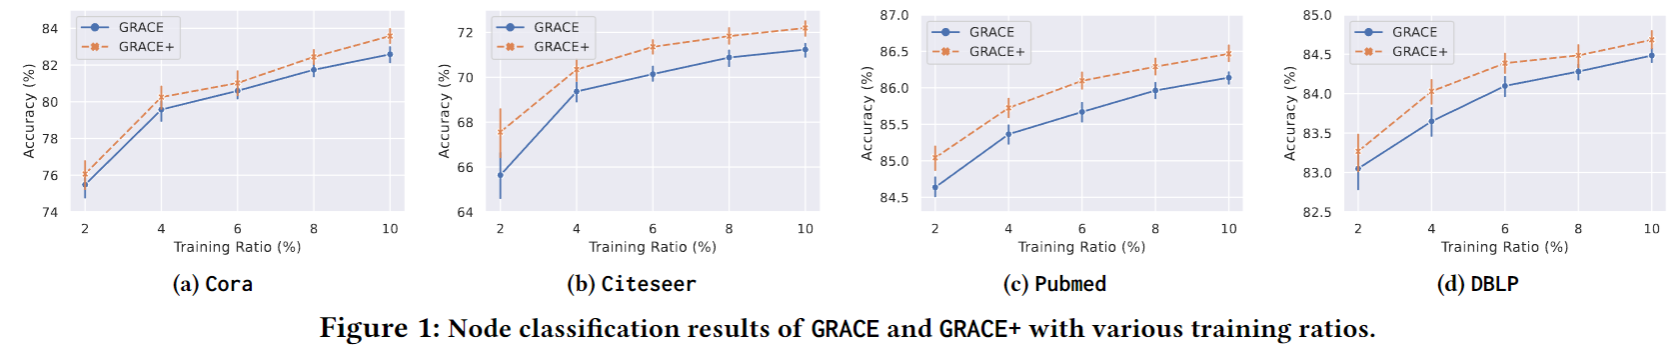 84
82
80
78
76
74
Accuracy (%)
GRACE
GRACE+
2 4 6 8 10
Training Ratio (%)
(a) Cora
72
70
68
66
64
Accuracy (%)
GRACE
GRACE+
2 4 6 8 10
Training Ratio (%)
(b) Citeseer
87.0
86.5
86.0
85.5
85.0
84.5
Accuracy (%)
GRACE
GRACE+
2 4 6 8 10
Training Ratio (%)
(c) Pubmed
85.0
84.5
84.0
83.5
83.0
82.5
Accuracy (%)
GRACE
GRACE+
2 4 6 8 10
Training Ratio (%)
(d) DBLP
Figure 1: Node classification results of GRACE and GRACE+ with various training ratios.